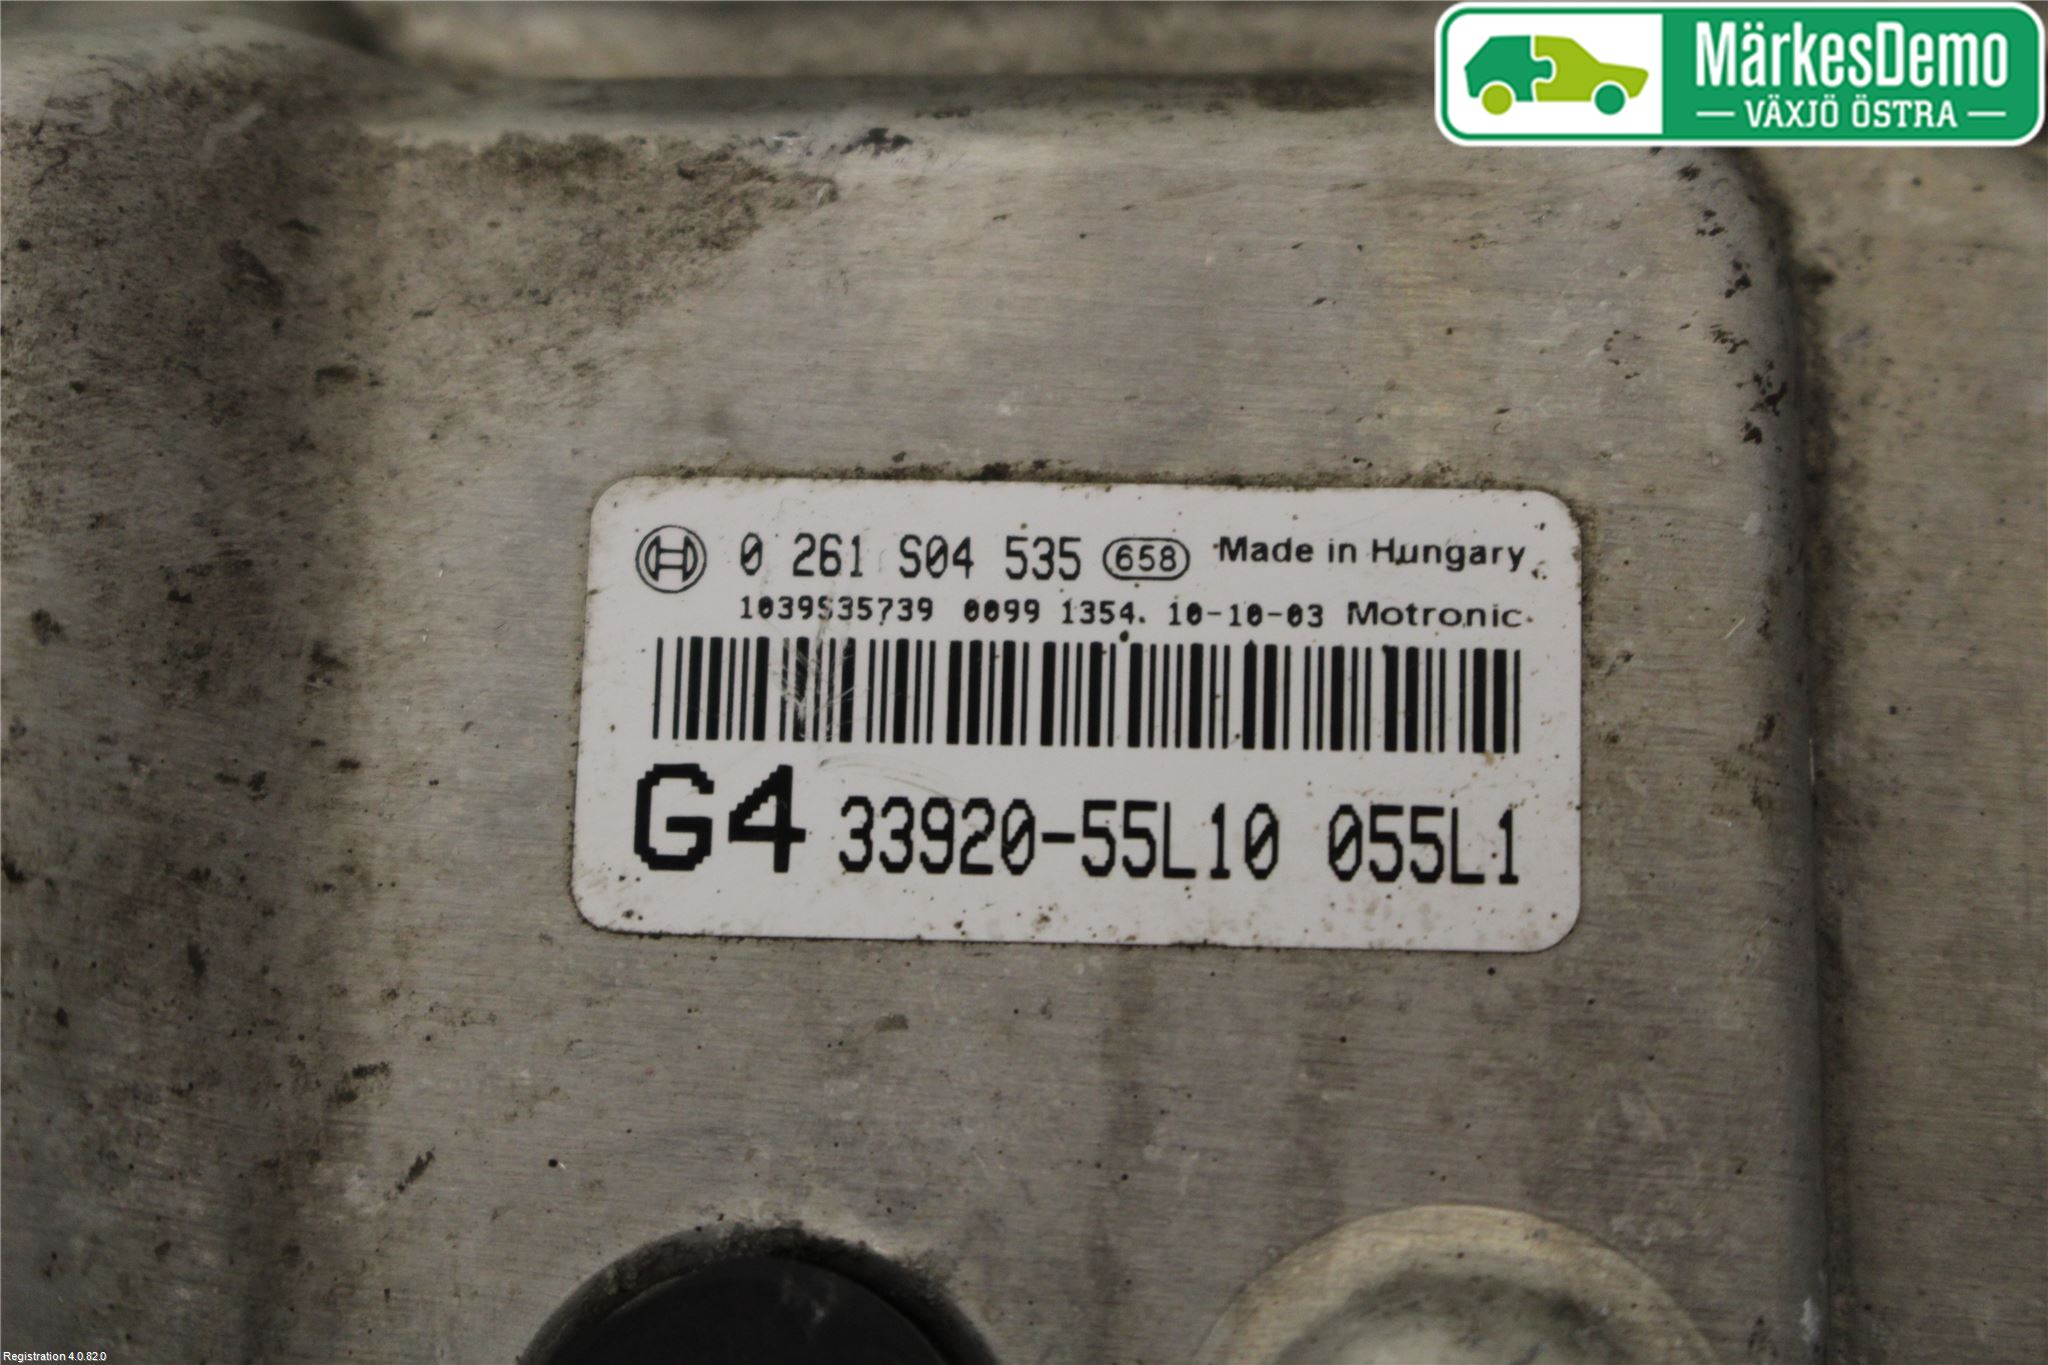 MärkesDemo
VÄXJÖ ÖSTRA
0 261 S04 535 658 Made in Hungary
1039S35739 0099 1354. 10-10-03 Motronic
G4 33920-55L10 055L1
Registration 4.0.82.0